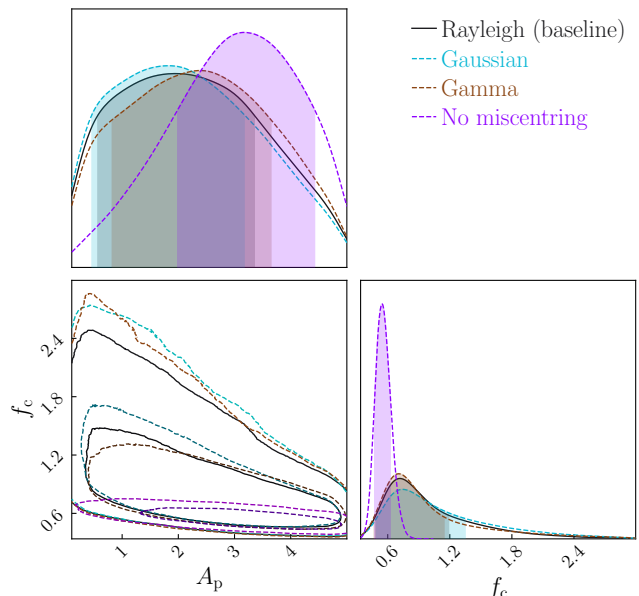 Rayleigh (baseline)
Gaussian
Gamma
No miscentring
2.4
1.8
1.2
0.6
f_c
1 2 3 4
A_p
0.6 1.2 1.8 2.4
f_c